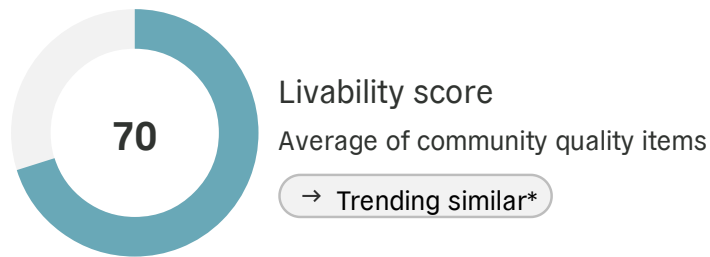 70
Livability score
Average of community quality items
→ Trending similar*